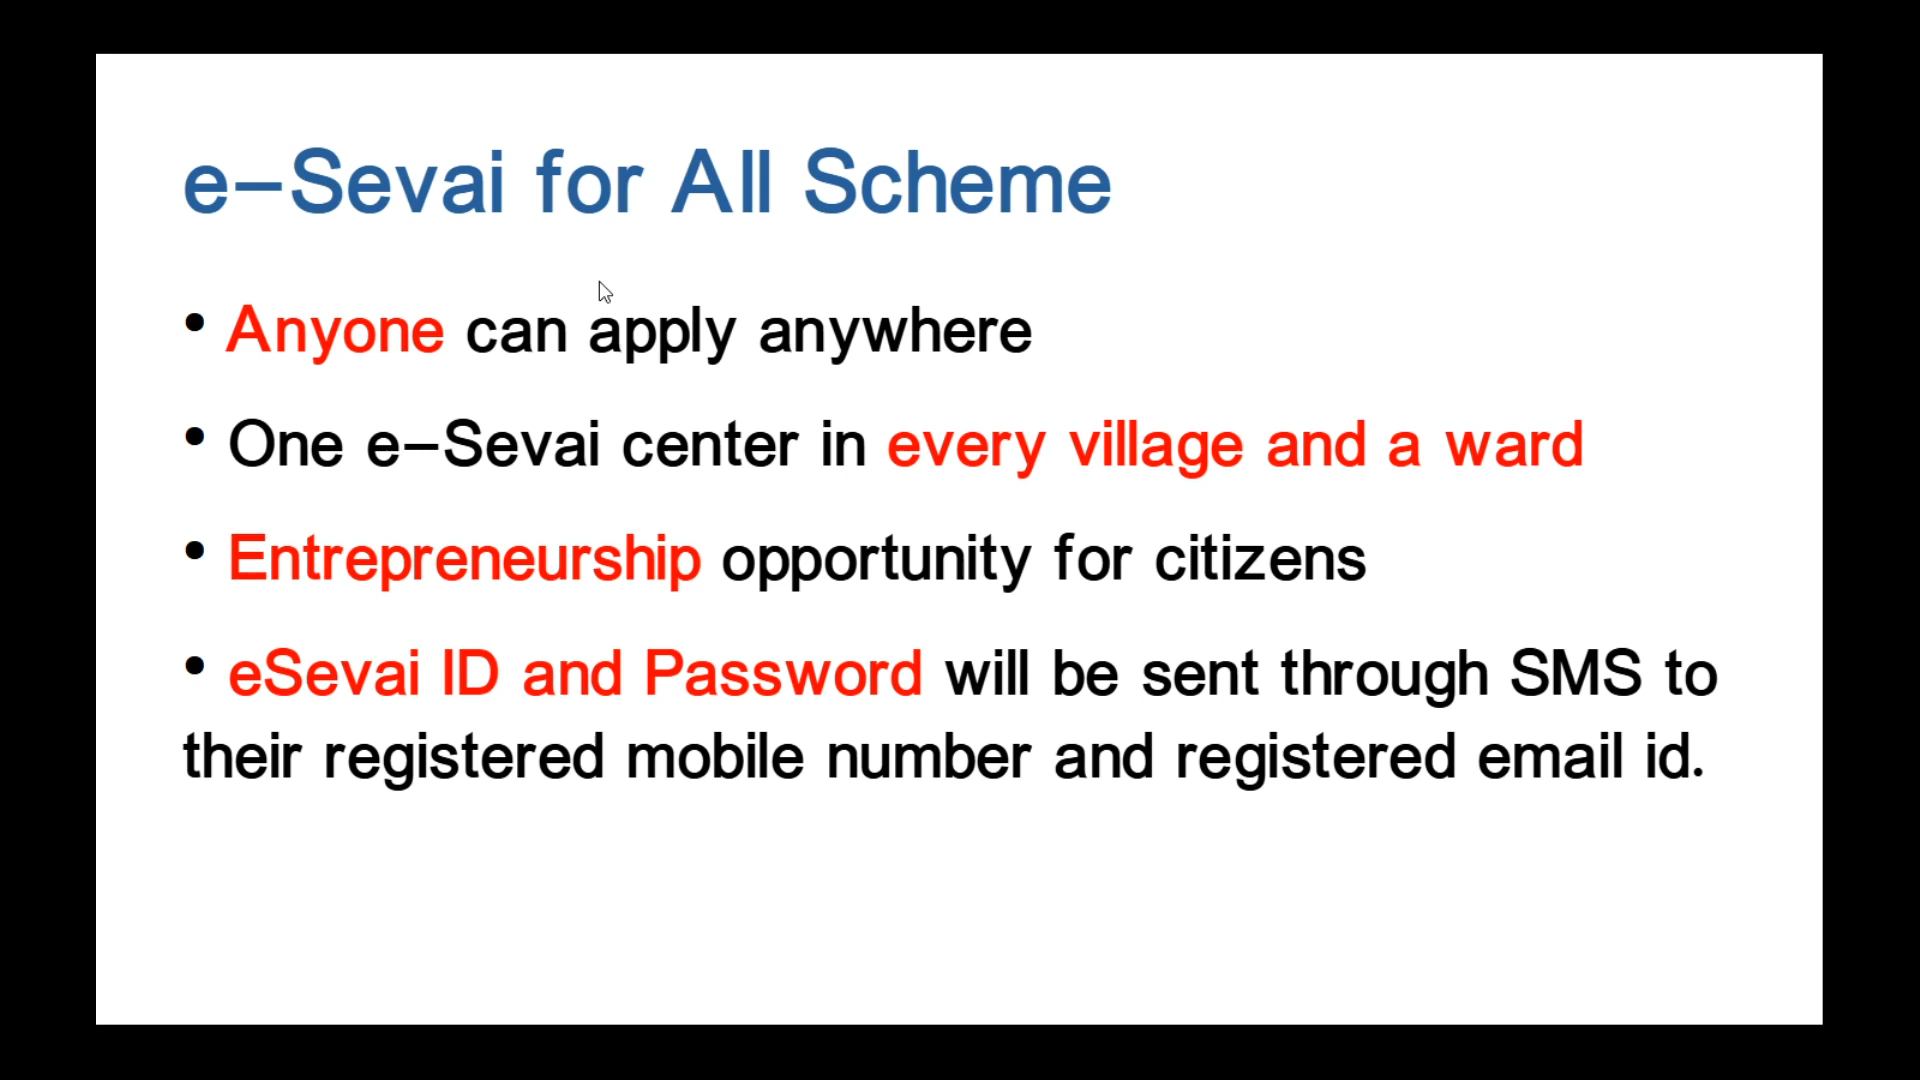 e-Sevai for All Scheme
• Anyone can apply anywhere
• One e-Sevai center in every village and a ward
• Entrepreneurship opportunity for citizens
• eSevai ID and Password will be sent through SMS to
their registered mobile number and registered email id.